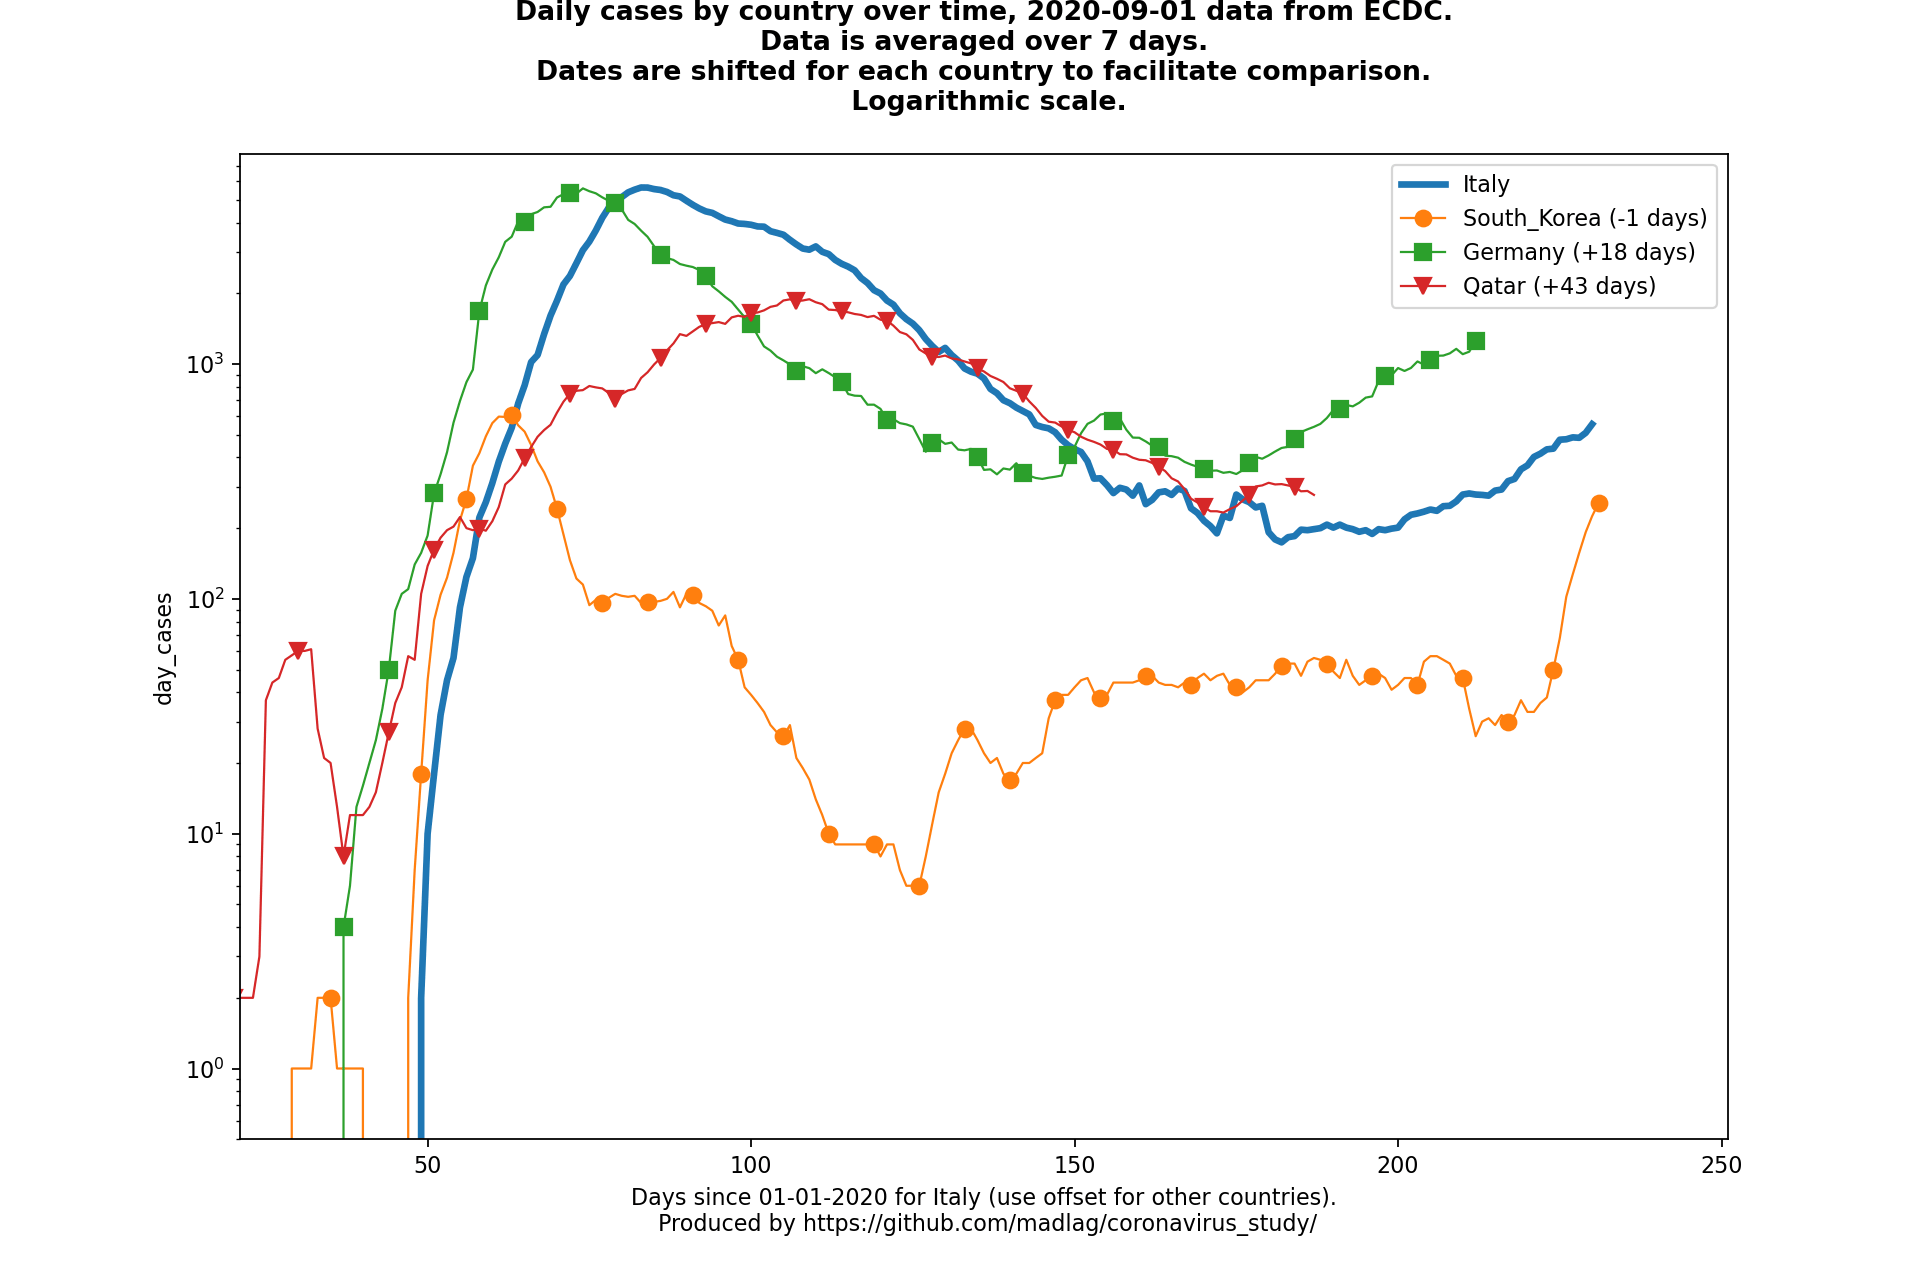 Daily cases by country over time, 2020-09-01 data from ECDC.
Data is averaged over 7 days.
Dates are shifted for each country to facilitate comparison.
Logarithmic scale.
Italy
South_Korea (-1 days)
Germany (+18 days)
Qatar (+43 days)
day_cases
10³
10²
10¹
10⁰
50 100 150 200 250
Days since 01-01-2020 for Italy (use offset for other countries).
Produced by https://github.com/madlag/coronavirus_study/